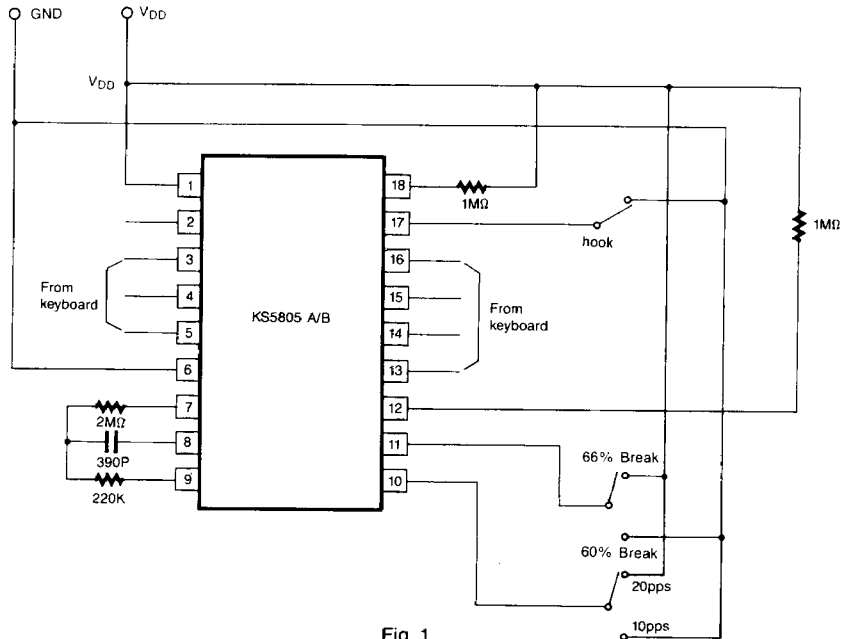 GND
VDD
VDD
1
18
1MΩ
2
17
hook
1MΩ
3
16
From
keyboard
4
15
From
keyboard
KS5805 A/B
5
14
6
13
7
12
2MΩ
8
11
390P
66% Break
9
10
220K
60% Break
20pps
10pps
Fig. 1